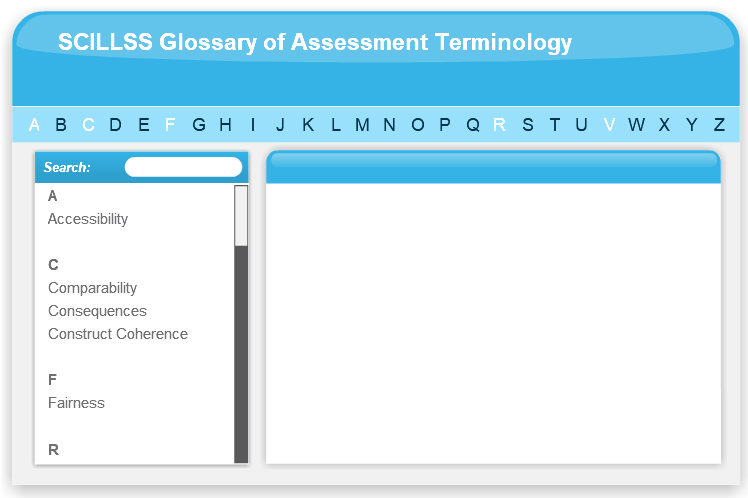 SCILLSS Glossary of Assessment Terminology
A B C D E F G H I J K L M N O P Q R S T U V W X Y Z
Search:
A
Accessibility
C
Comparability
Consequences
Construct Coherence
F
Fairness
R